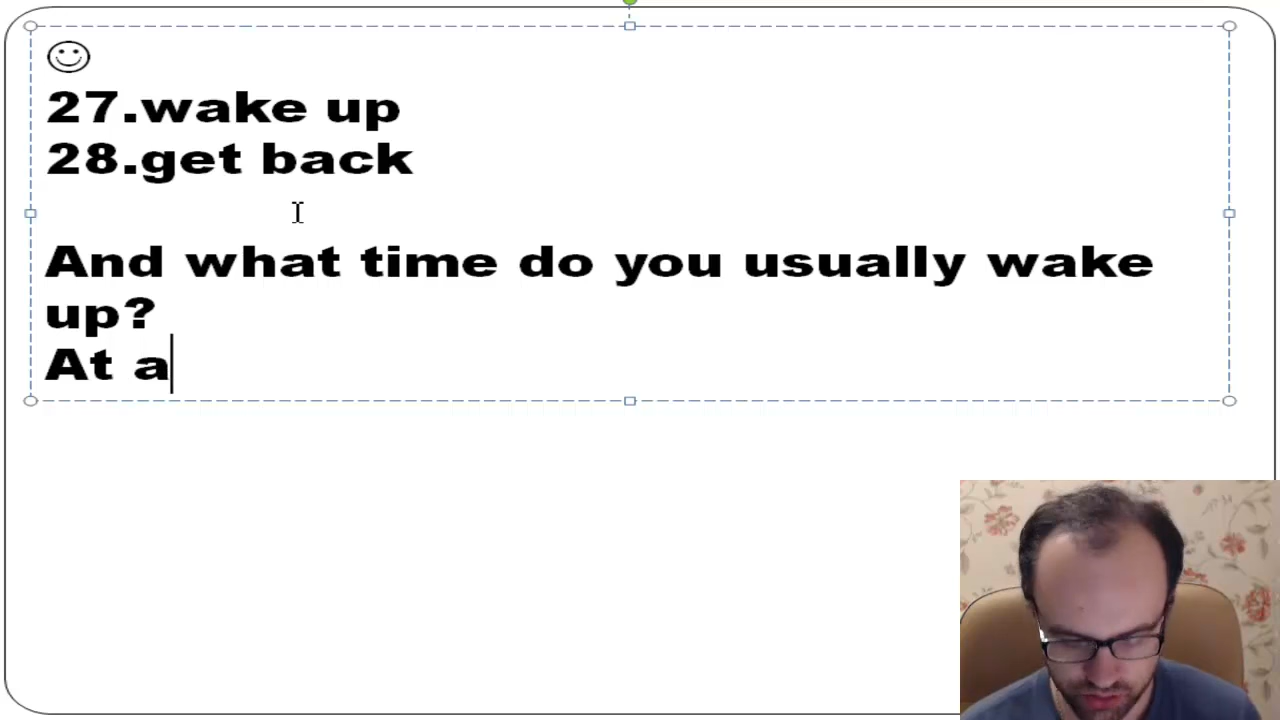 27.wake up
28.get back
And what time do you usually wake
up?
At a